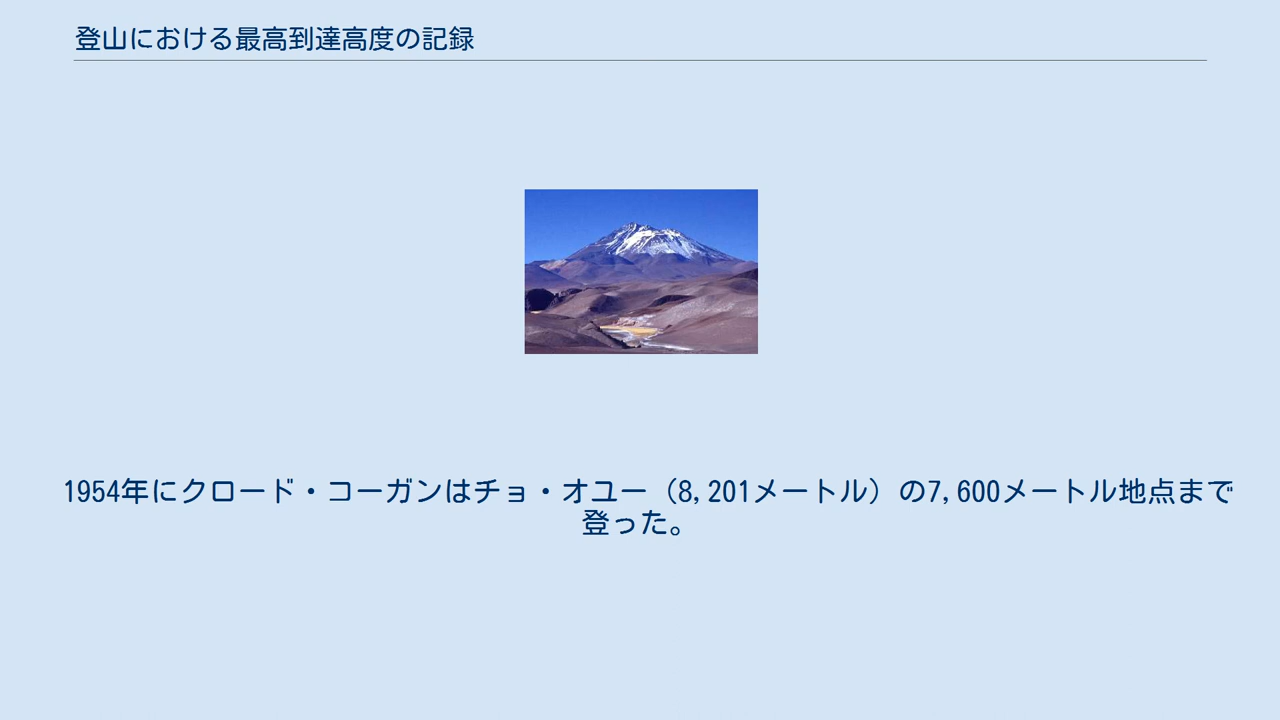 登山における最高到達高度の記録
1954年にクロード・コーガンはチョ・オユー（8,201メートル）の7,600メートル地点まで
登った。